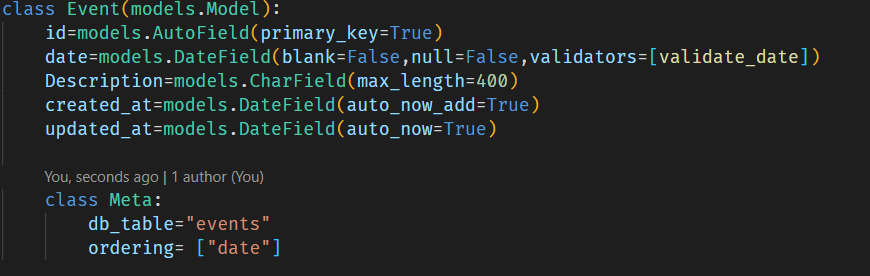 class Event(models.Model):
    id=models.AutoField(primary_key=True)
    date=models.DateField(blank=False,null=False,validators=[validate_date])
    Description=models.CharField(max_length=400)
    created_at=models.DateField(auto_now_add=True)
    updated_at=models.DateField(auto_now=True)
    You, seconds ago | 1 author (You)
    class Meta:
        db_table="events"
        ordering= ["date"]